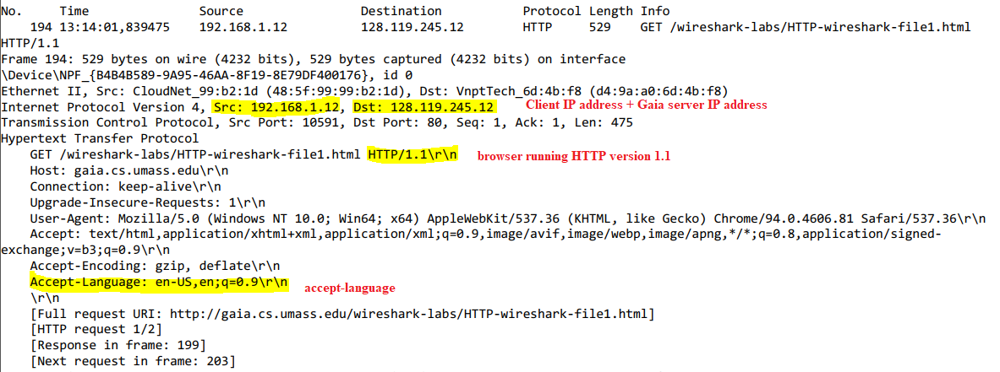 No. Time Source Destination Protocol Length Info
194 13:14:01,839475 192.168.1.12 128.119.245.12 HTTP 529 GET /wireshark-labs/HTTP-wireshark-file1.html
HTTP/1.1
Frame 194: 529 bytes on wire (4232 bits), 529 bytes captured (4232 bits) on interface
\Device\NPF_{B4B4B589-9A95-46AA-8F19-8E79DF400176}, id 0
Ethernet II, Src: CloudNet_99:b2:1d (48:5f:99:99:b2:1d), Dst: VnptTech_6d:4b:f8 (d4:9a:a0:6d:4b:f8)
Internet Protocol Version 4, Src: 192.168.1.12, Dst: 128.119.245.12 Client IP address + Gaia server IP address
Transmission Control Protocol, Src Port: 10591, Dst Port: 80, Seq: 1, Ack: 1, Len: 475
Hypertext Transfer Protocol
GET /wireshark-labs/HTTP-wireshark-file1.html HTTP/1.1\r\n browser running HTTP version 1.1
Host: gaia.cs.umass.edu\r\n
Connection: keep-alive\r\n
Upgrade-Insecure-Requests: 1\r\n
User-Agent: Mozilla/5.0 (Windows NT 10.0; Win64; x64) AppleWebKit/537.36 (KHTML, like Gecko) Chrome/94.0.4606.81 Safari/537.36\r\n
Accept: text/html,application/xhtml+xml,application/xml;q=0.9,image/avif,image/webp,image/apng,*/*;q=0.8,application/signed-
exchange;v=b3;q=0.9\r\n
Accept-Encoding: gzip, deflate\r\n
Accept-Language: en-US,en;q=0.9\r\n accept-language
\r\n
[Full request URI: http://gaia.cs.umass.edu/wireshark-labs/HTTP-wireshark-file1.html]
[HTTP request 1/2]
[Response in frame: 199]
[Next request in frame: 203]